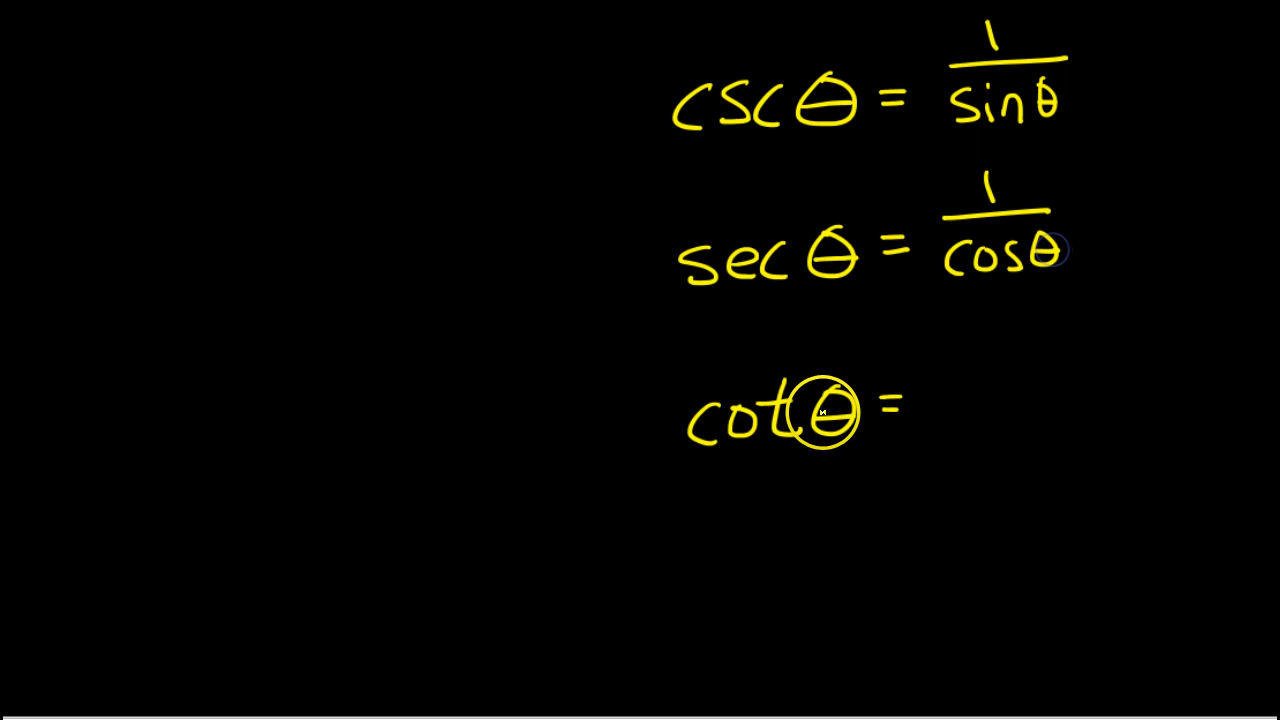 cscθ = 1/sinθ
secθ = 1/cosθ
cotθ =